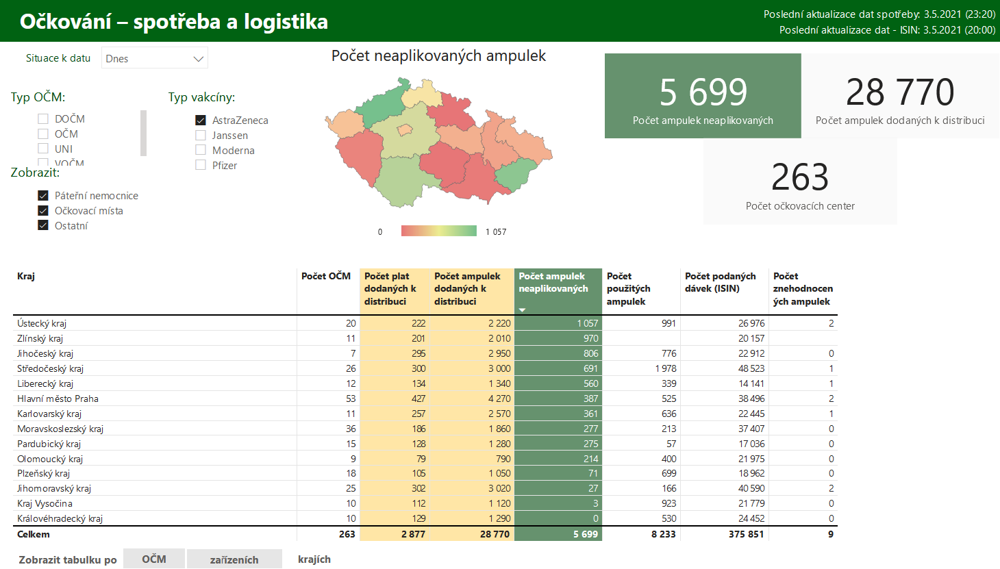 Očkování – spotřeba a logistika
Poslední aktualizace dat spotřeby: 3.5.2021 (23:20)
Poslední aktualizace dat - ISIN: 3.5.2021 (20:00)
Situace k datu
Dnes
Typ OČM:
DOČM
OČM
UNI
VOČM
Zobrazit:
Páteřní nemocnice
Očkovací místa
Ostatní
Typ vakcíny:
AstraZeneca
Janssen
Moderna
Pfizer
Počet neaplikovaných ampulek
0 1 057
5 699
Počet ampulek neaplikovaných
28 770
Počet ampulek dodaných k distribuci
263
Počet očkovacích center
Kraj Počet OČM Počet plat Počet ampulek Počet ampulek Počet Počet podaných Počet
dodaných k dodaných k neaplikovaných použitých dávek (ISIN) znehodnocen
distribuci distribuci ampulek ých ampulek
Ústecký kraj 20 222 2 220 1 057 991 26 976 2
Zlínský kraj 11 201 2 010 970 20 157
Jihočeský kraj 7 295 2 950 806 776 22 912 0
Středočeský kraj 26 300 3 000 691 1 978 48 523 1
Liberecký kraj 12 134 1 340 560 339 14 141 1
Hlavní město Praha 53 427 4 270 387 525 38 496 2
Karlovarský kraj 11 257 2 570 361 636 22 445 1
Moravskoslezský kraj 36 186 1 860 277 213 37 407 0
Pardubický kraj 15 128 1 280 275 57 17 036 0
Olomoucký kraj 9 79 790 214 400 21 975 0
Plzeňský kraj 18 105 1 050 71 699 18 962 0
Jihomoravský kraj 25 302 3 020 27 166 40 590 2
Kraj Vysočina 10 112 1 120 3 923 21 779 0
Královéhradecký kraj 10 129 1 290 0 530 24 452 0
Celkem 263 2 877 28 770 5 699 8 233 375 851 9
Zobrazit tabulku po OČM zařízeních krajích